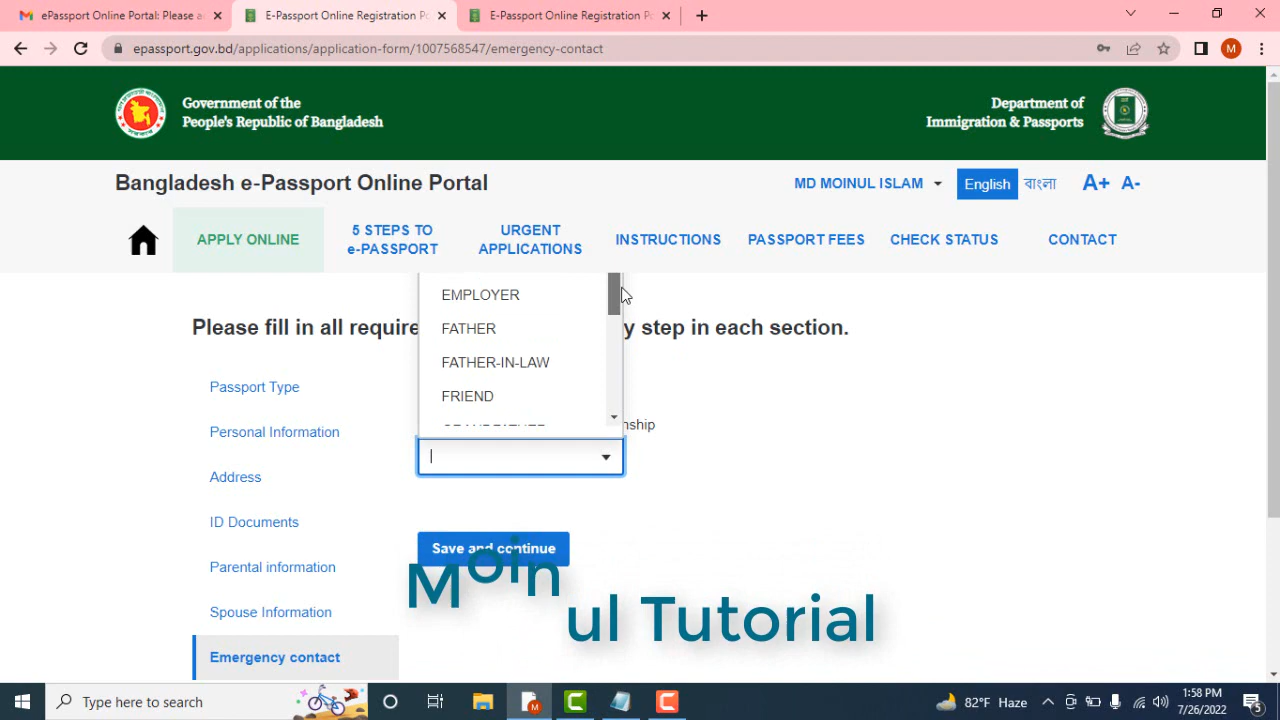 ePassport Online Portal: Please a
E-Passport Online Registration Po
E-Passport Online Registration P
epassport.gov.bd/applications/application-form/1007568547/emergency-contact
M
Government of the
People's Republic of Bangladesh
Department of
Immigration & Passports
Bangladesh e-Passport Online Portal
MD MOINUL ISLAM
English
বাংলা
A+ A-
APPLY ONLINE
5 STEPS TO
e-PASSPORT
URGENT
APPLICATIONS
INSTRUCTIONS
PASSPORT FEES
CHECK STATUS
CONTACT
Please fill in all require
y step in each section.
EMPLOYER
FATHER
FATHER-IN-LAW
FRIEND
GRANDFATHER
nship
Passport Type
Personal Information
Address
ID Documents
Parental information
Spouse Information
Emergency contact
Save and continue
Moinul Tutorial
Type here to search
82°F Haze
1:58 PM
7/26/2022
5